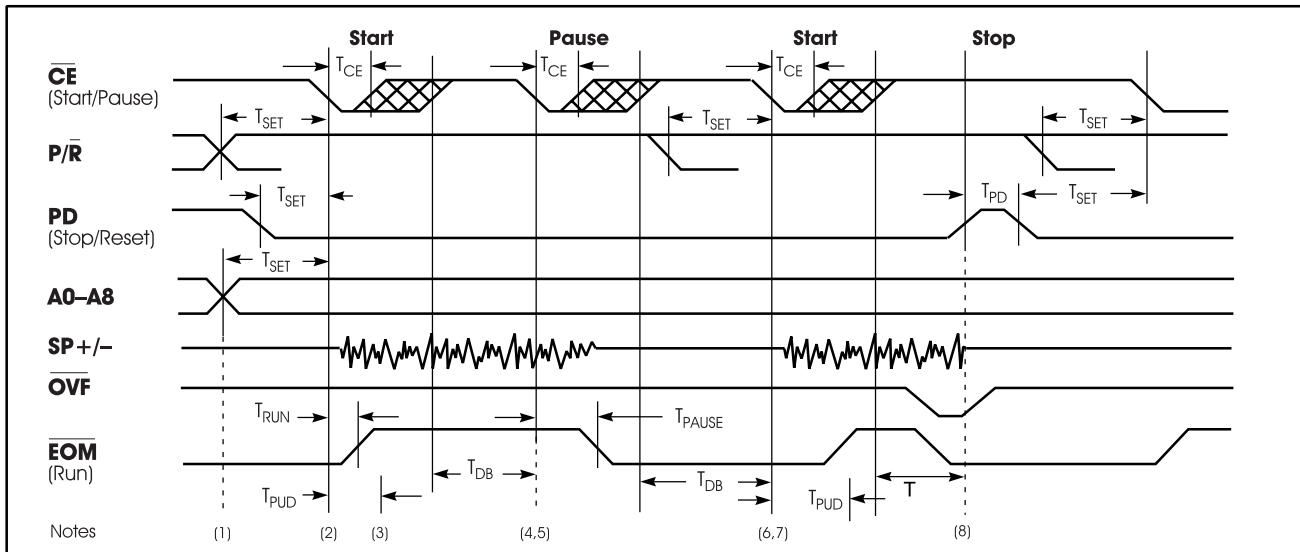 Start Pause Start Stop
CE TCE TCE TCE
(Start/Pause)
TSET TSET TSET
P/R
TSET TPD TSET
PD
(Stop/Reset)
TSET
A0–A8
SP+/–
OVF
TRUN TPAUSE
EOM
(Run)
TDB TDB T
TPUD TPUD
Notes (1) (2) (3) (4,5) (6,7) (8)